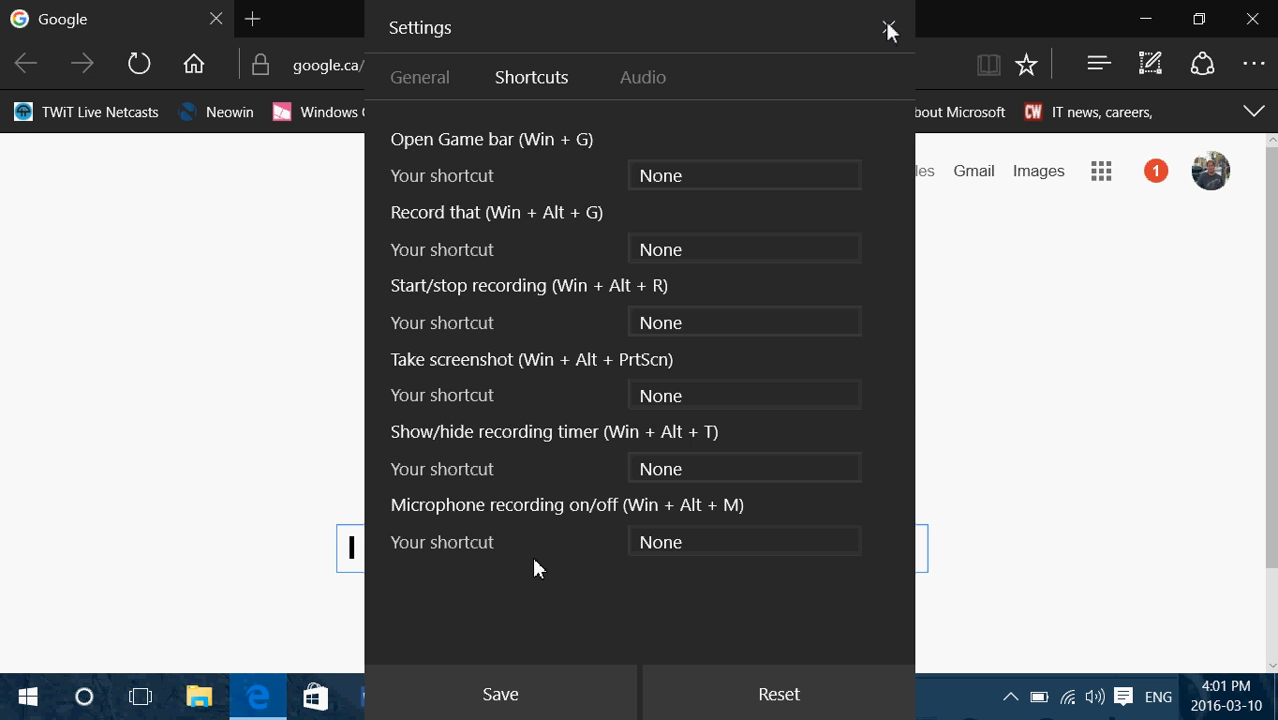 Google
Settings
google.ca/
General Shortcuts Audio
TWiT Live Netcasts Neowin Windows bout Microsoft CW IT news, careers,
Open Game bar (Win + G)
Your shortcut None
les Gmail Images 1
Record that (Win + Alt + G)
Your shortcut None
Start/stop recording (Win + Alt + R)
Your shortcut None
Take screenshot (Win + Alt + PrtScn)
Your shortcut None
Show/hide recording timer (Win + Alt + T)
Your shortcut None
Microphone recording on/off (Win + Alt + M)
Your shortcut None
Save Reset
ENG 4:01 PM
2016-03-10